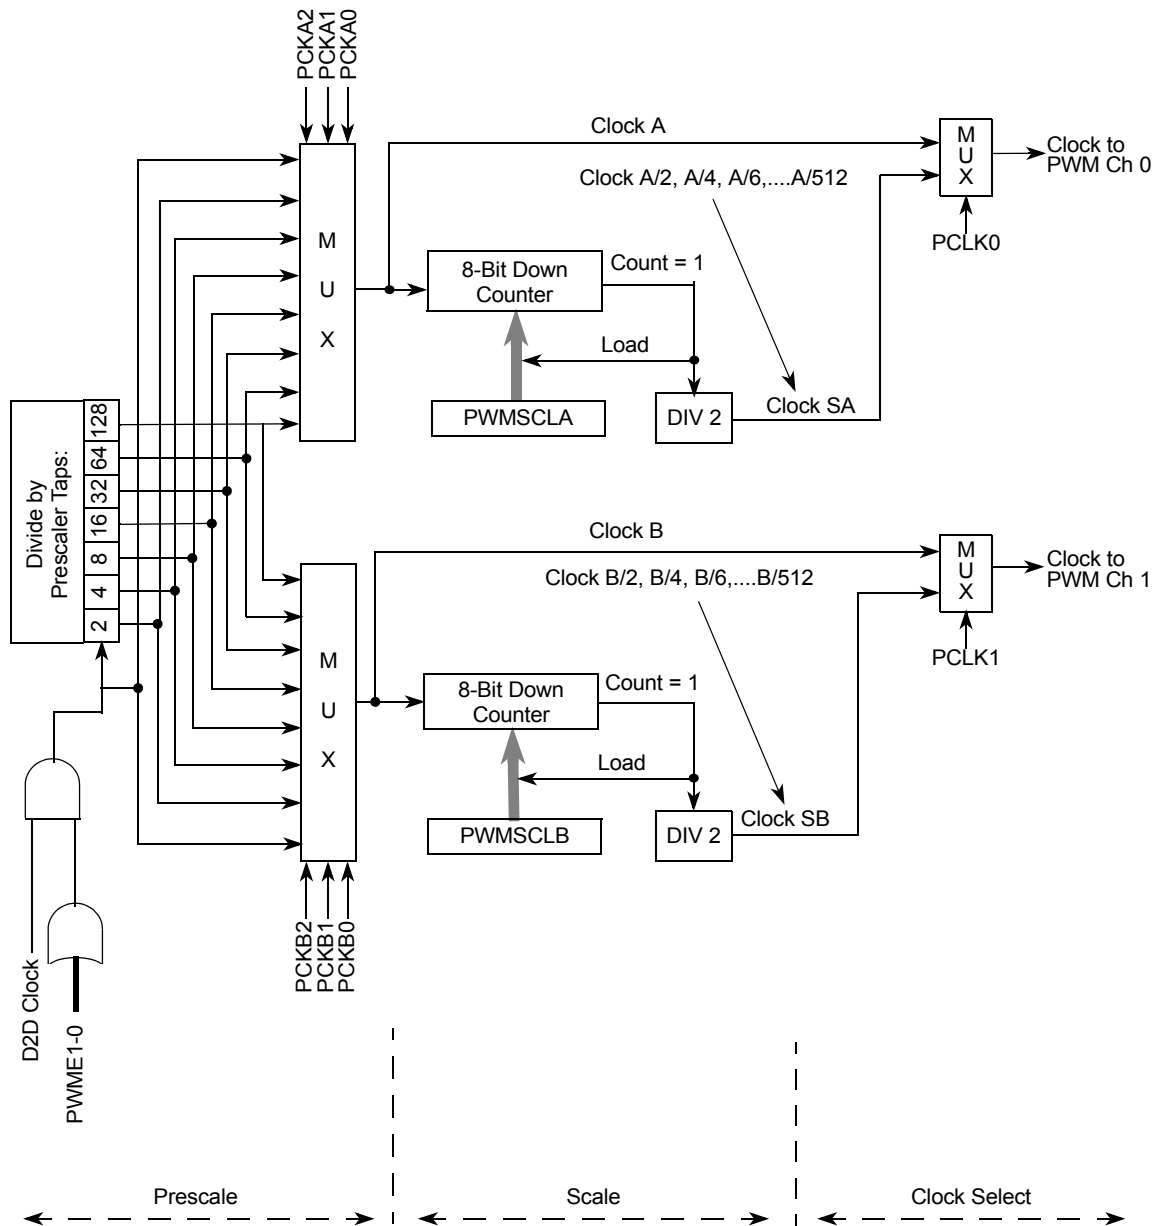 PCKA2
PCKA1
PCKA0
Clock A
M
U
X
Clock to
PWM Ch 0
Clock A/2, A/4, A/6,....A/512
PCLK0
M
U
X
8-Bit Down
Counter
Count = 1
Load
PWMSCLA
DIV 2
Clock SA
Divide by
Prescaler Taps:
128
64
32
16
8
4
2
Clock B
M
U
X
Clock to
PWM Ch 1
Clock B/2, B/4, B/6,....B/512
PCLK1
M
U
X
8-Bit Down
Counter
Count = 1
Load
PWMSCLB
DIV 2
Clock SB
PCKB2
PCKB1
PCKB0
D2D Clock
PWME1-0
Prescale
Scale
Clock Select